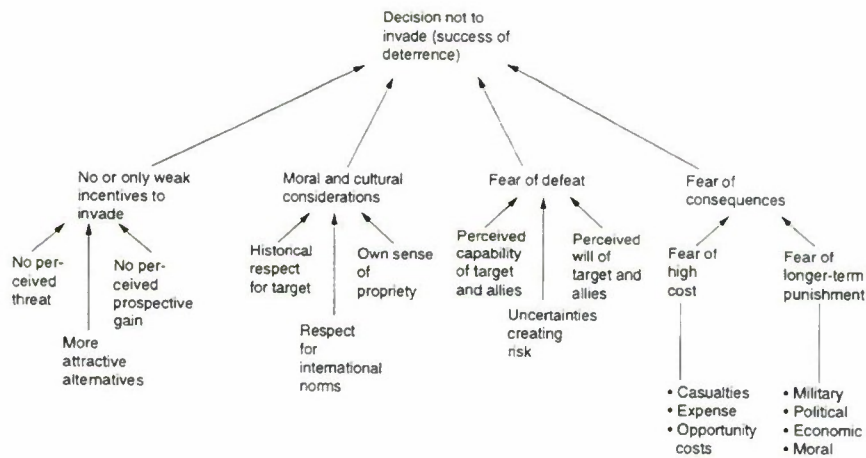 Decision not to
invade (success of
deterrence)
No or only weak
incentives to
invade
Moral and cultural
considerations
Fear of defeat
Fear of
consequences
No per-
ceived
threat
More
attractive
alternatives
No per-
ceived
prospective
gain
Historical
respect
for target
Respect
for
international
norms
Own sense
of
propriety
Perceived
capability
of target
and allies
Uncertainties
creating
risk
Perceived
will of
target and
allies
Fear of
high
cost
Fear of
longer-term
punishment
• Casualties
• Expense
• Opportunity
costs
• Military
• Political
• Economic
• Moral